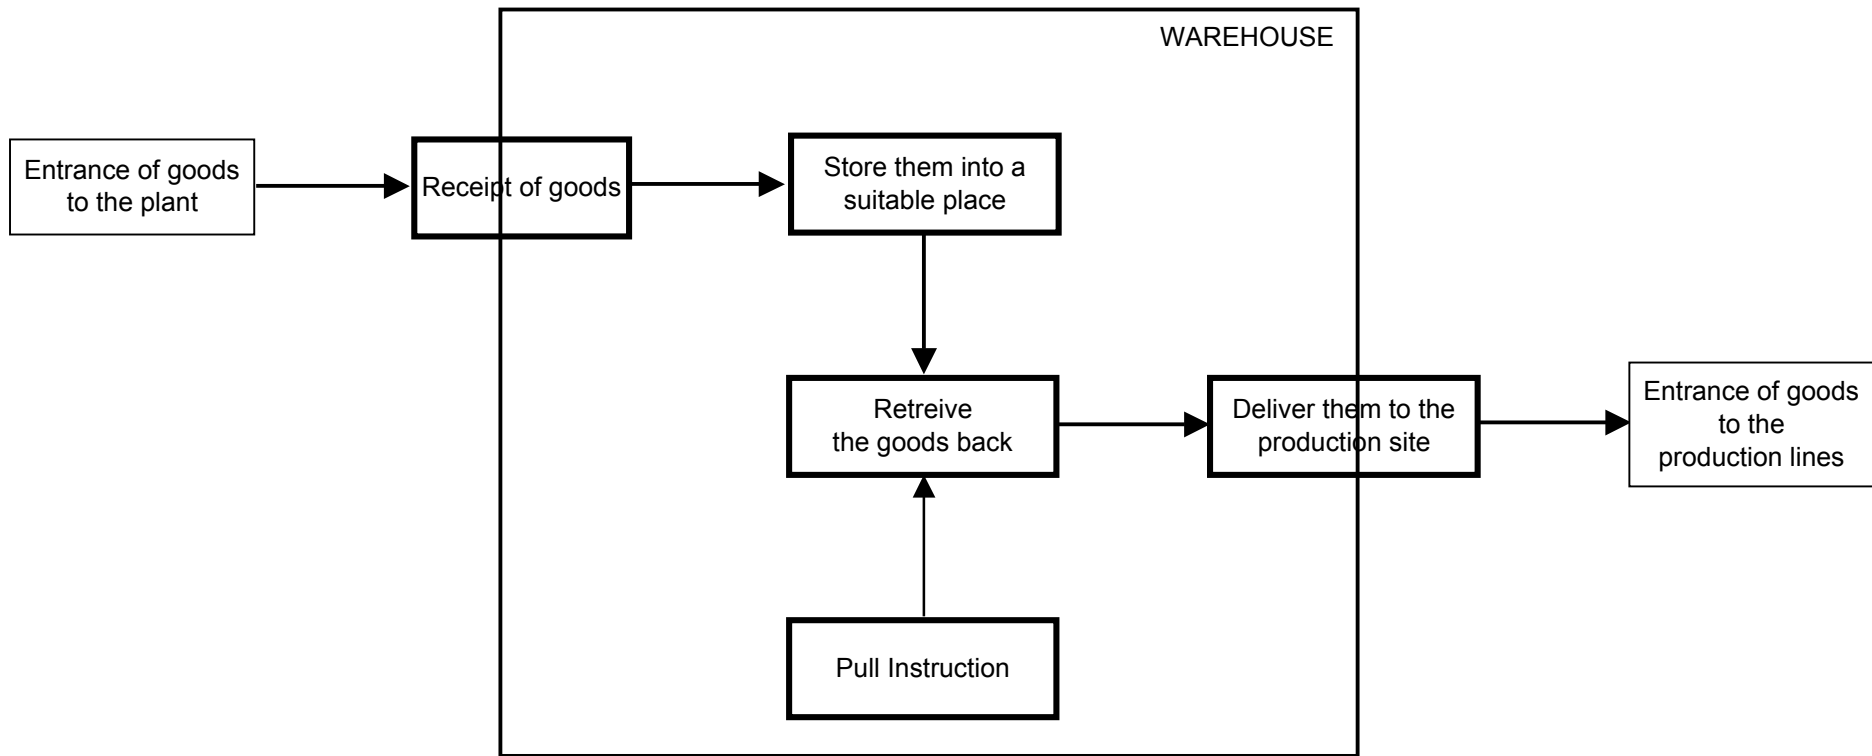 WAREHOUSE
Entrance of goods
to the plant
Receipt of goods
Store them into a
suitable place
Retreive
the goods back
Deliver them to the
production site
Entrance of goods
to the
production lines
Pull Instruction